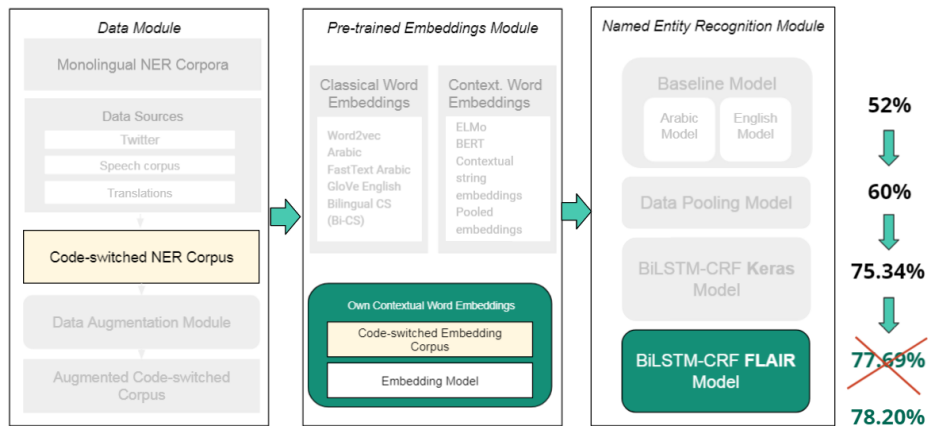 Data Module
Monolingual NER Corpora
Data Sources
Twitter
Speech corpus
Translations
Code-switched NER Corpus
Data Augmentation Module
Augmented Code-switched
Corpus
Pre-trained Embeddings Module
Classical Word
Embeddings
Word2vec
Arabic
FastText Arabic
GloVe English
Bilingual CS
(Bi-CS)
Context. Word
Embeddings
ELMo
BERT
Contextual
string
embeddings
Pooled
embeddings
Own Contextual Word Embeddings
Code-switched Embedding
Corpus
Embedding Model
Named Entity Recognition Module
Baseline Model
Arabic
Model
English
Model
Data Pooling Model
BiLSTM-CRF Keras
Model
BiLSTM-CRF FLAIR
Model
52%
60%
75.34%
77.69%
78.20%